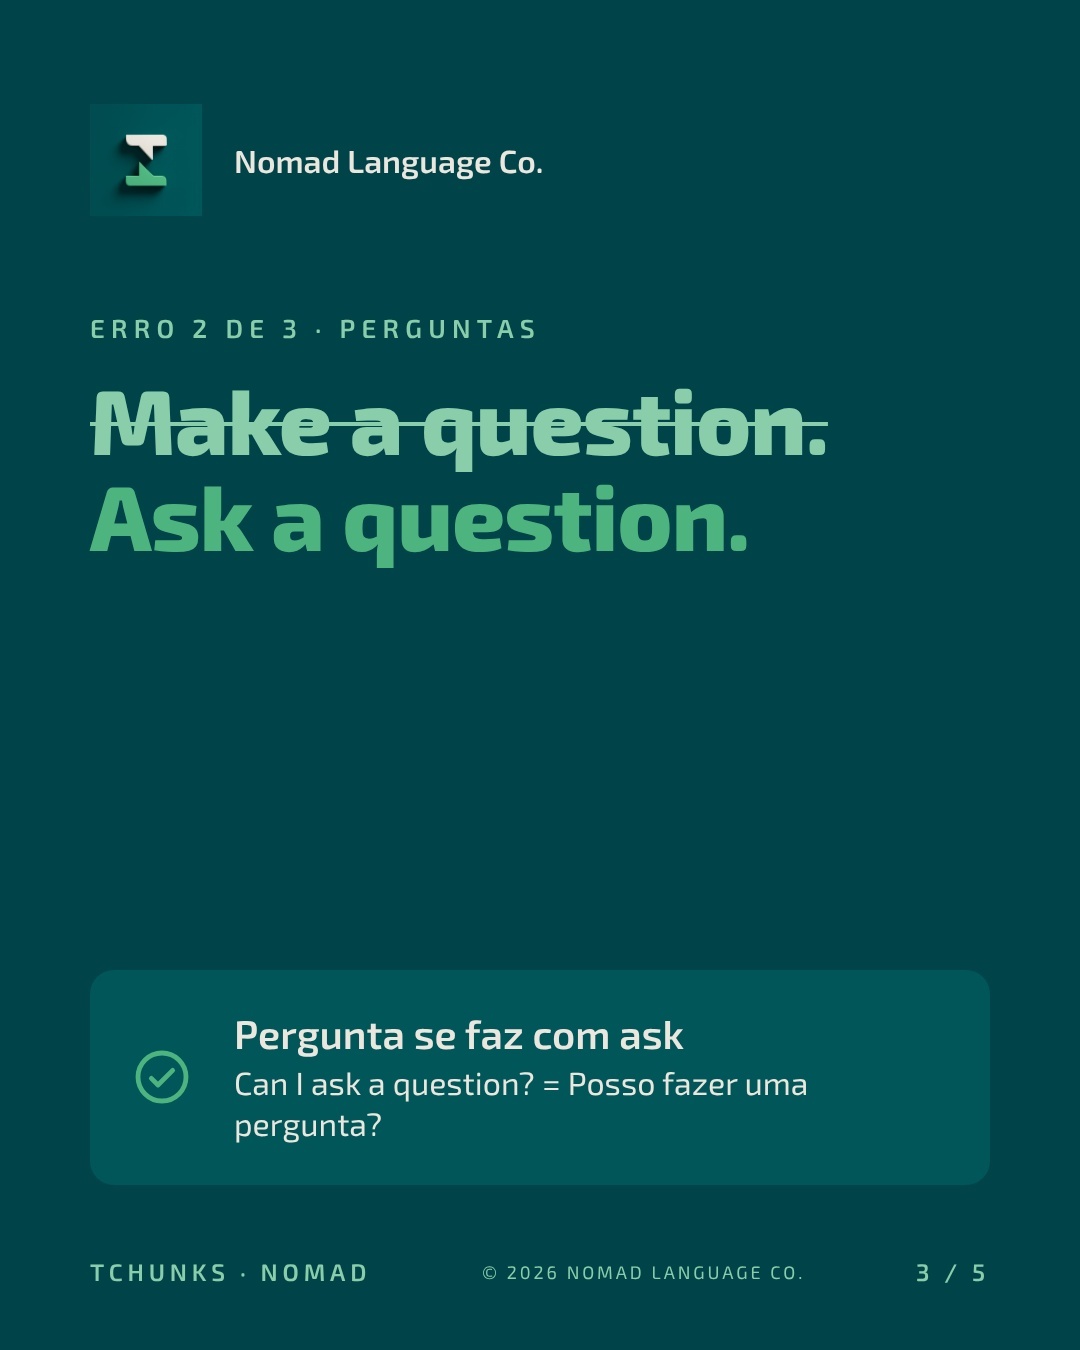 Nomad Language Co.
ERRO 2 DE 3 · PERGUNTAS
Make a question.
Ask a question.
Pergunta se faz com ask
Can I ask a question? = Posso fazer uma
pergunta?
TCHUNKS · NOMAD
© 2026 NOMAD LANGUAGE CO.
3 / 5